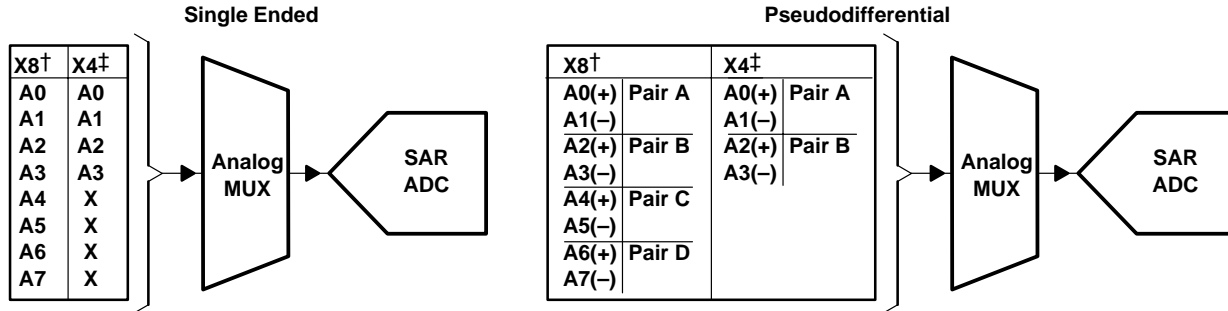 Single Ended
X8† X4‡
A0 A0
A1 A1
A2 A2
A3 A3
A4 X
A5 X
A6 X
A7 X
Analog
MUX
SAR
ADC
Pseudodifferential
X8† X4‡
A0(+) Pair A A0(+) Pair A
A1(–) A1(–)
A2(+) Pair B A2(+) Pair B
A3(–) A3(–)
A4(+) Pair C
A5(–)
A6(+) Pair D
A7(–)
Analog
MUX
SAR
ADC